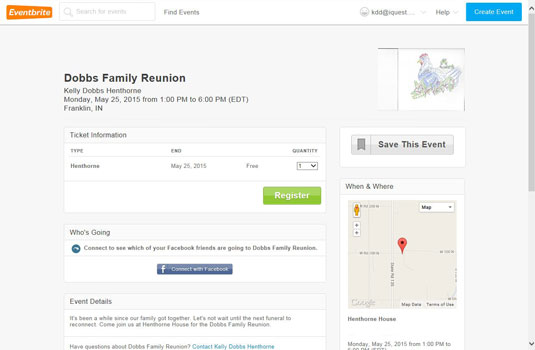 Eventbrite
Search for events
Find Events
kdd@iquest....
Help
Create Event
Dobbs Family Reunion
Kelly Dobbs Henthorne
Monday, May 25, 2015 from 1:00 PM to 6:00 PM (EDT)
Franklin, IN
Ticket Information
TYPE END QUANTITY
Henthorne May 25, 2015 Free 1
Register
Who's Going
Connect to see which of your Facebook friends are going to Dobbs Family Reunion.
f Connect with Facebook
Event Details
It's been a while since our family got together. Let's not wait until the next funeral to
reconnect. Come join us at Henthorne House for the Dobbs Family Reunion.
Have questions about Dobbs Family Reunion? Contact Kelly Dobbs Henthorne
Save This Event
When & Where
Map
Google
Map Data Terms of Use
Henthorne House
Monday, May 25, 2015 from 1:00 PM to